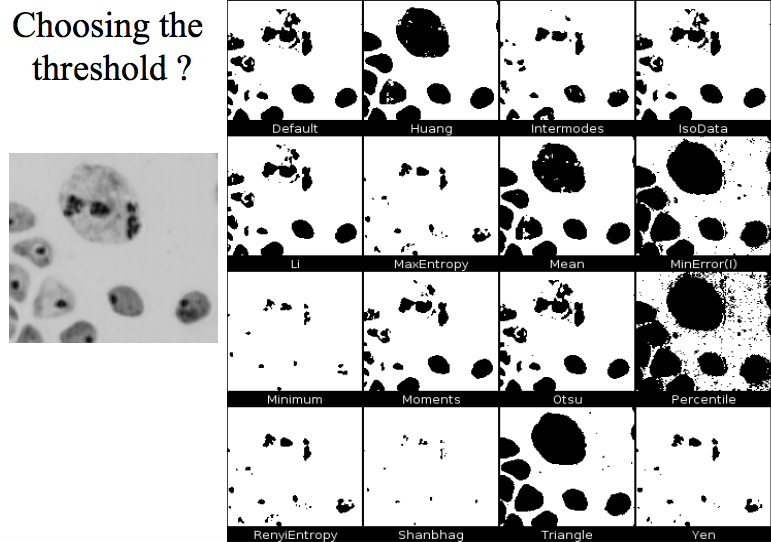 Choosing the
threshold ?
Default
Huang
Intermodes
IsoData
Li
MaxEntropy
Mean
MinError(I)
Minimum
Moments
Otsu
Percentile
RenyiEntropy
Shanbhag
Triangle
Yen